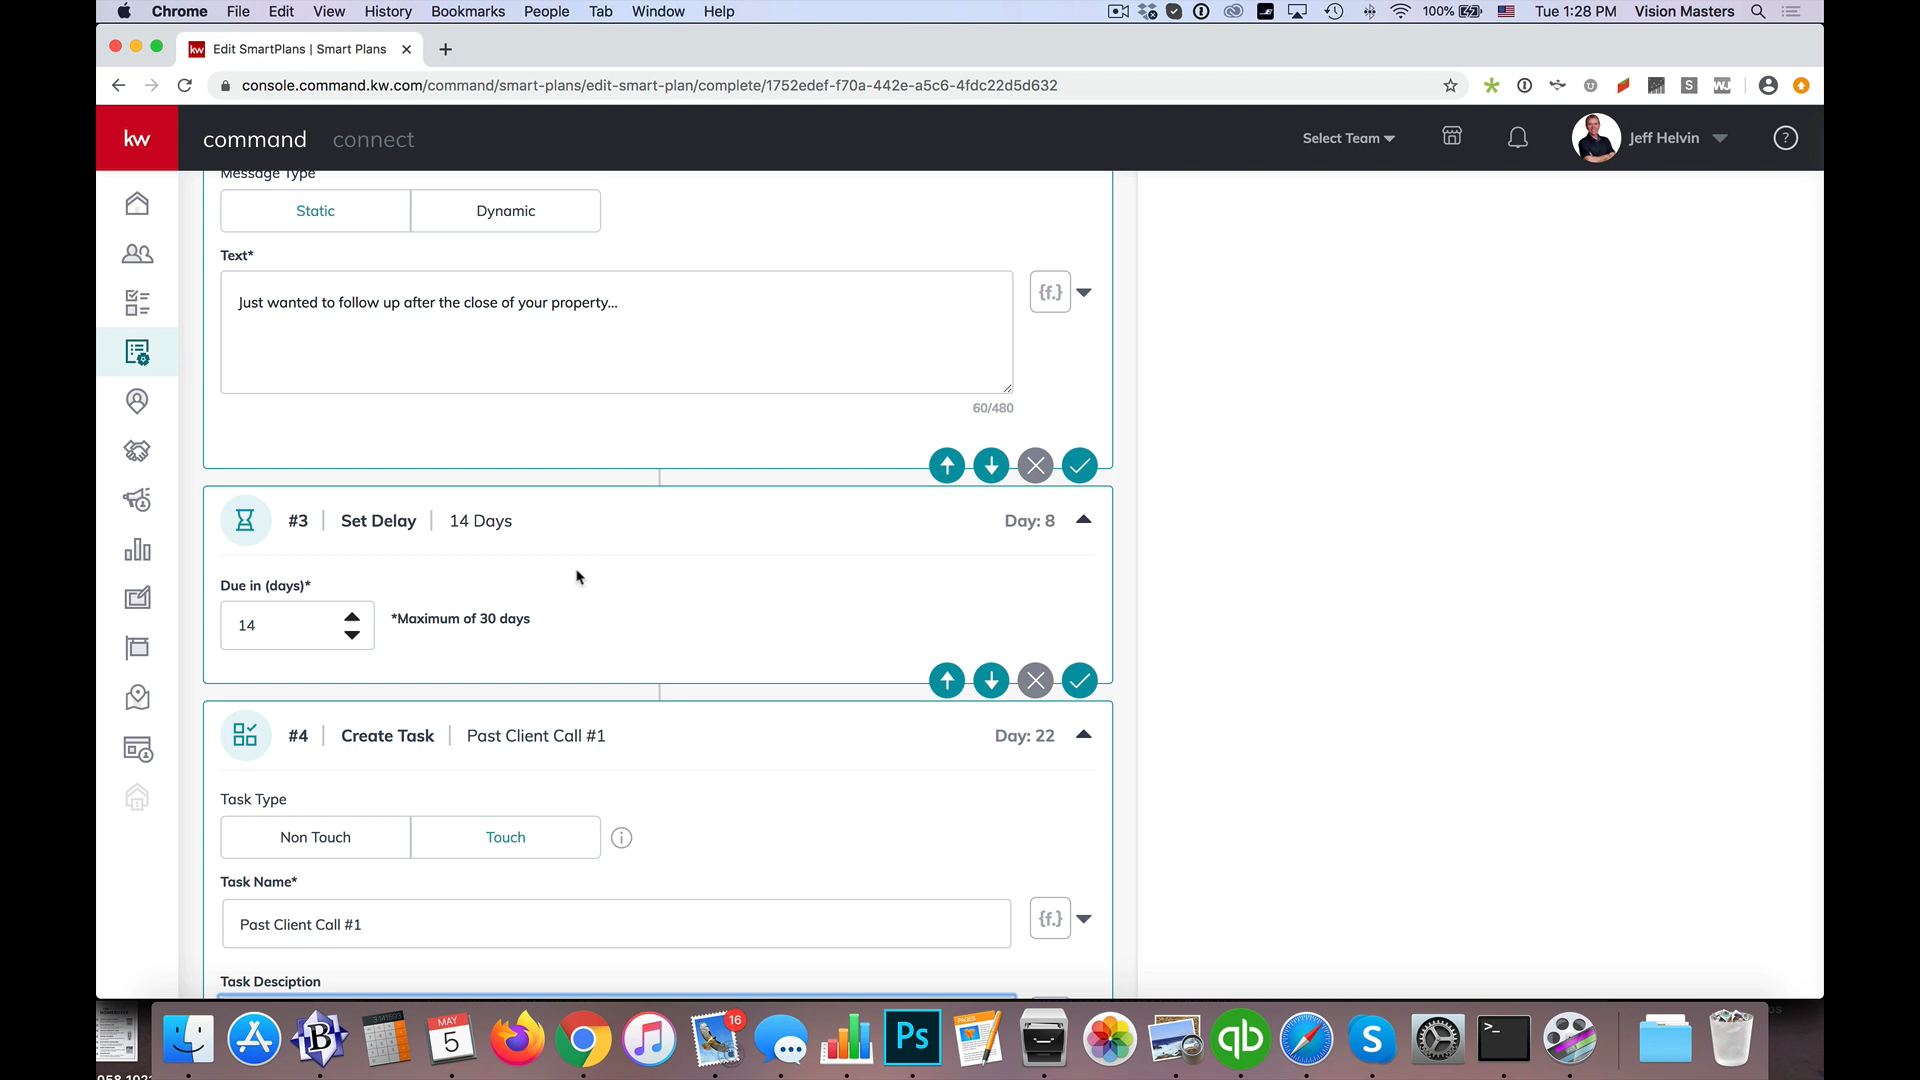 Chrome File Edit View History Bookmarks People Tab Window Help 100% Tue 1:28 PM Vision Masters
kw Edit SmartPlans | Smart Plans
console.command.kw.com/command/smart-plans/edit-smart-plan/complete/1752edef-f70a-442e-a5c6-4fdc22d5d632
kw command connect Select Team Jeff Helvin
Message Type
Static Dynamic
Text*
Just wanted to follow up after the close of your property...
{f.}
60/480
#3 | Set Delay | 14 Days Day: 8
Due in (days)*
14 *Maximum of 30 days
#4 | Create Task | Past Client Call #1 Day: 22
Task Type
Non Touch Touch
Task Name*
Past Client Call #1 {f.}
Task Desciption
MAY 5 16 Ps PAGES qb S